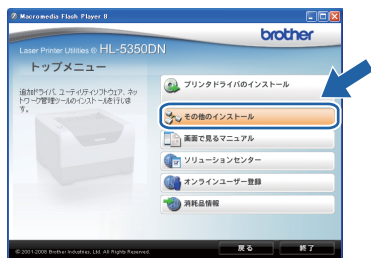 Macromedia Flash Player 8
brother
Laser Printer Utilities @ HL-5350DN
トップメニュー
追加ドライバ、ユーティリティソフトウェア、ネッ
トワーク管理ツールのインストールを行いま
す。
プリンタドライバのインストール
その他のインストール
画面で見るマニュアル
ソリューションセンター
オンラインユーザー登録
消耗品情報
© 2001-2008 Brother Industries, Ltd. All Rights Reserved.
戻る
終了